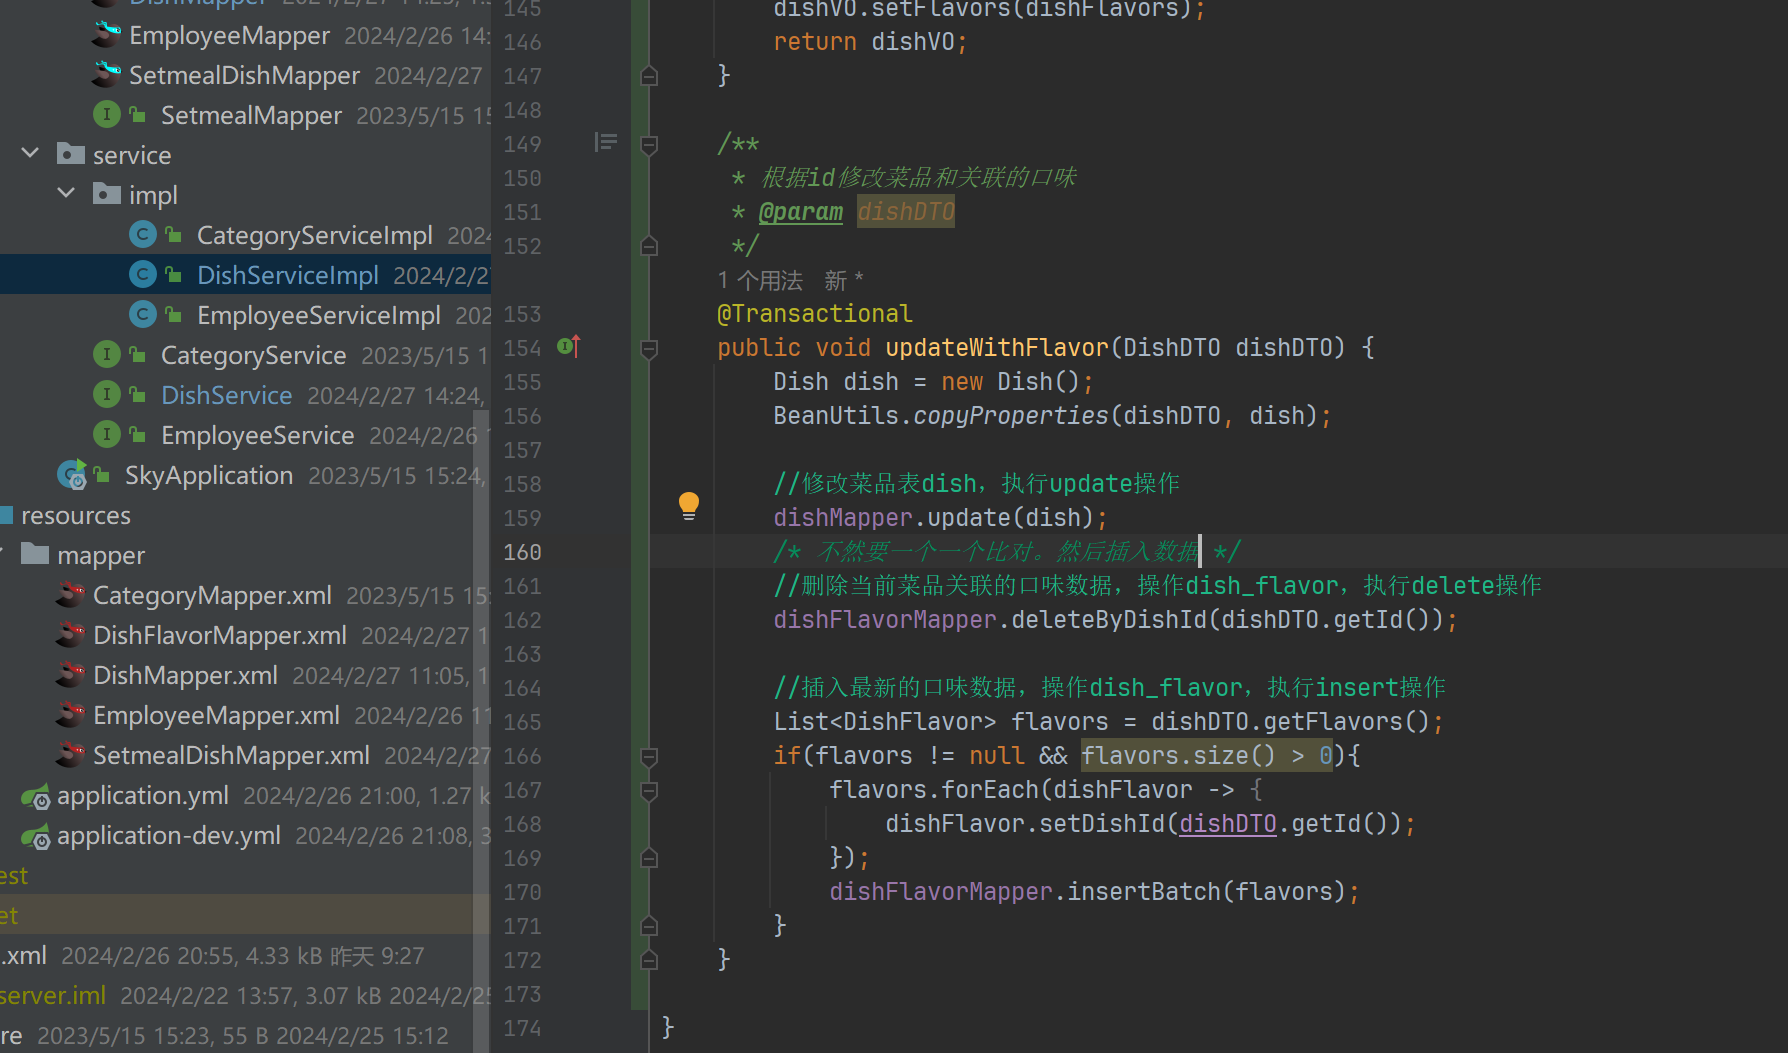 DishMapper
EmployeeMapper 2024/2/26 14:
SetmealDishMapper 2024/2/27
SetmealMapper 2023/5/15 15
service
impl
CategoryServiceImpl 2024
DishServiceImpl 2024/2/27
EmployeeServiceImpl 202
CategoryService 2023/5/15 1
DishService 2024/2/27 14:24,
EmployeeService 2024/2/26
SkyApplication 2023/5/15 15:24,
resources
mapper
CategoryMapper.xml 2023/5/15 15
DishFlavorMapper.xml 2024/2/27 1
DishMapper.xml 2024/2/27 11:05, 1
EmployeeMapper.xml 2024/2/26 11
SetmealDishMapper.xml 2024/2/27
application.yml 2024/2/26 21:00, 1.27 k
application-dev.yml 2024/2/26 21:08, 3
est
et
.xml 2024/2/26 20:55, 4.33 kB 昨天 9:27
server.iml 2024/2/22 13:57, 3.07 kB 2024/2/25
re 2023/5/15 15:23, 55 B 2024/2/25 15:12
145 dishVO.setFlavors(dishFlavors);
146 return dishVO;
147 }
148
149 /**
150 * 根据id修改菜品和关联的口味
151 * @param dishDTO
152 */
1 个用法 新 *
153 @Transactional
154 public void updateWithFlavor(DishDTO dishDTO) {
155 Dish dish = new Dish();
156 BeanUtils.copyProperties(dishDTO, dish);
157
158 //修改菜品表dish，执行update操作
159 dishMapper.update(dish);
160 /* 不然要一个一个比对。然后插入数据 */
161 //删除当前菜品关联的口味数据，操作dish_flavor，执行delete操作
162 dishFlavorMapper.deleteByDishId(dishDTO.getId());
163
164 //插入最新的口味数据，操作dish_flavor，执行insert操作
165 List<DishFlavor> flavors = dishDTO.getFlavors();
166 if(flavors != null && flavors.size() > 0){
167 flavors.forEach(dishFlavor -> {
168 dishFlavor.setDishId(dishDTO.getId());
169 });
170 dishFlavorMapper.insertBatch(flavors);
171 }
172 }
173
174 }